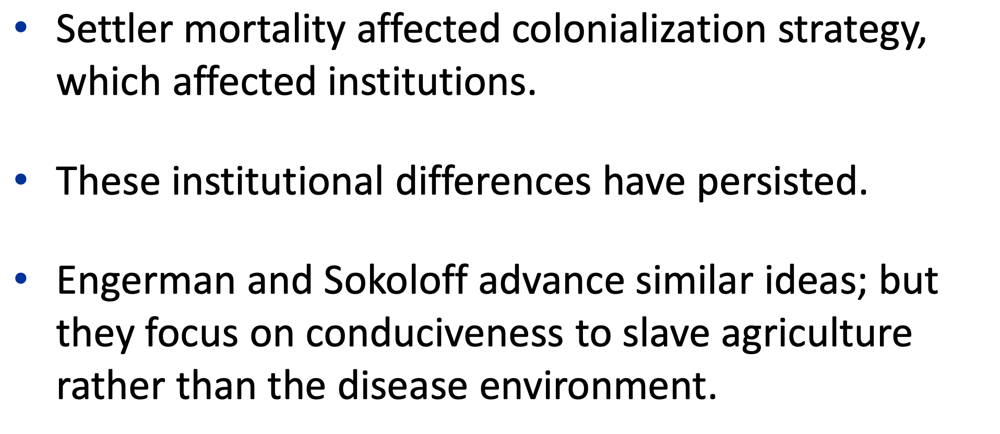 • Settler mortality affected colonialization strategy,
which affected institutions.
• These institutional differences have persisted.
• Engerman and Sokoloff advance similar ideas; but
they focus on conduciveness to slave agriculture
rather than the disease environment.